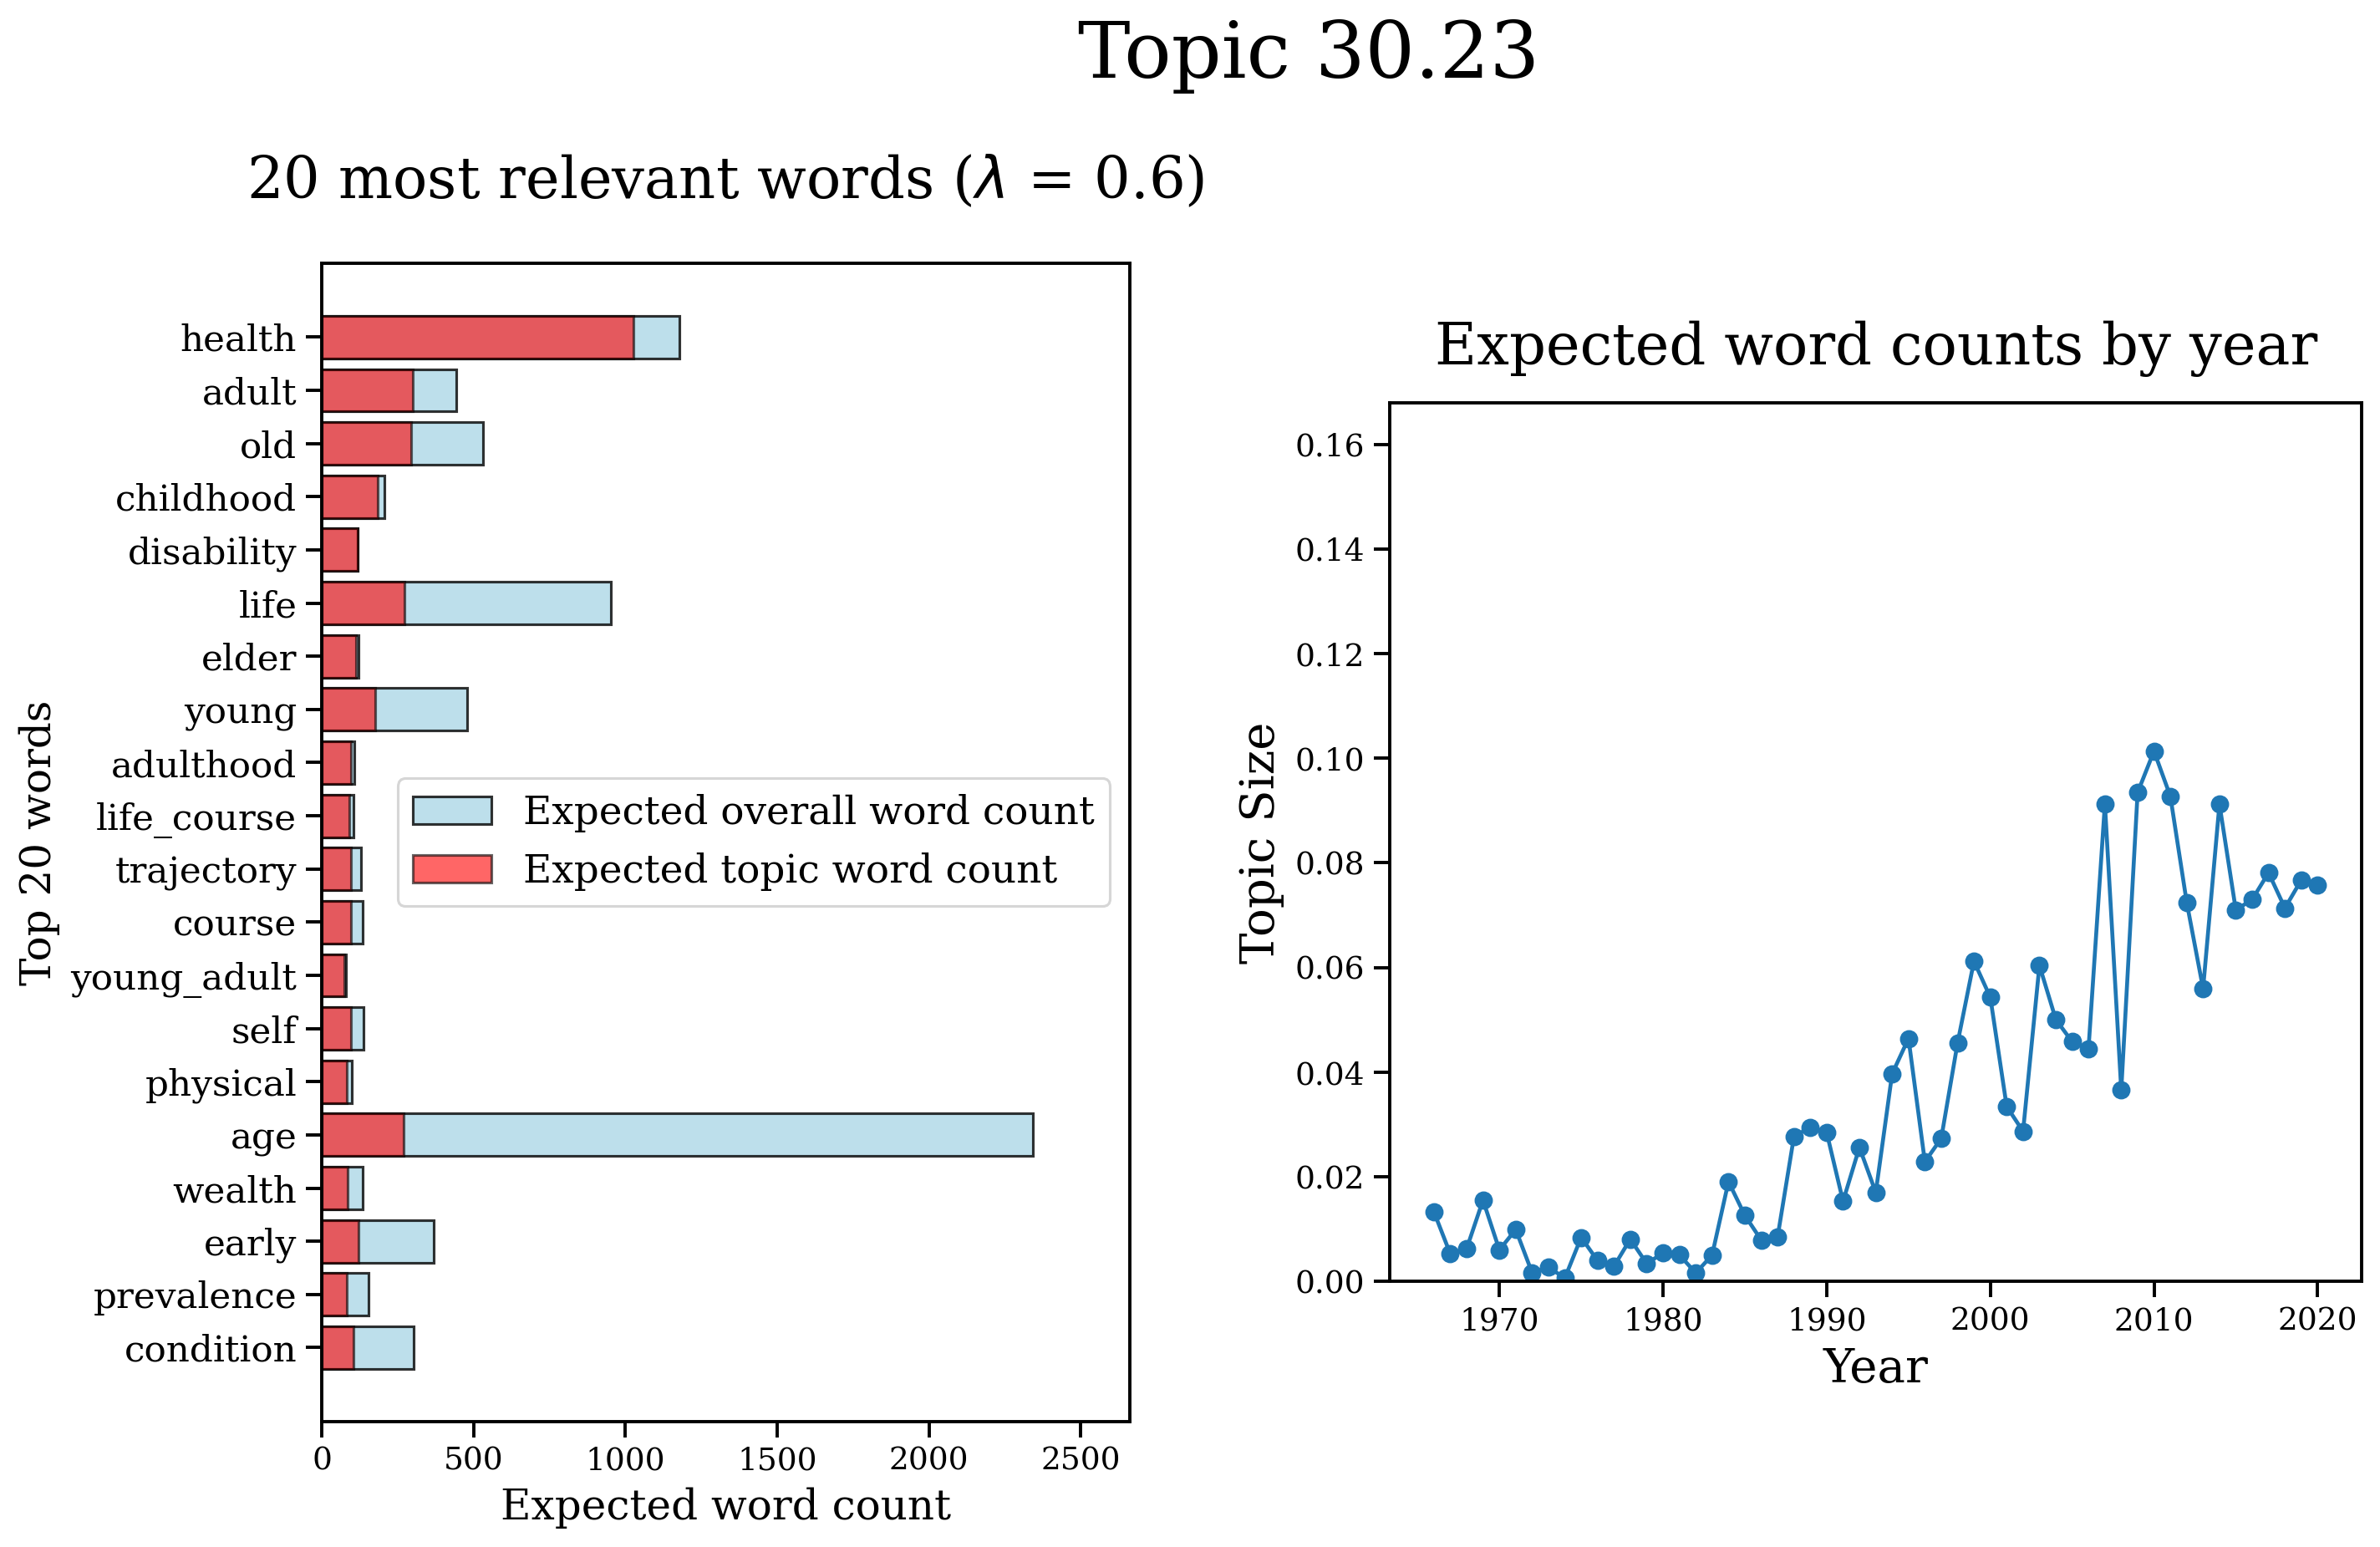 Topic 30.23
20 most relevant words (λ = 0.6)
Top 20 words
health
adult
old
childhood
disability
life
elder
young
adulthood
life_course
trajectory
course
young_adult
self
physical
age
wealth
early
prevalence
condition
Expected overall word count
Expected topic word count
0 500 1000 1500 2000 2500
Expected word count
Expected word counts by year
Topic Size
0.16
0.14
0.12
0.10
0.08
0.06
0.04
0.02
0.00
1970 1980 1990 2000 2010 2020
Year